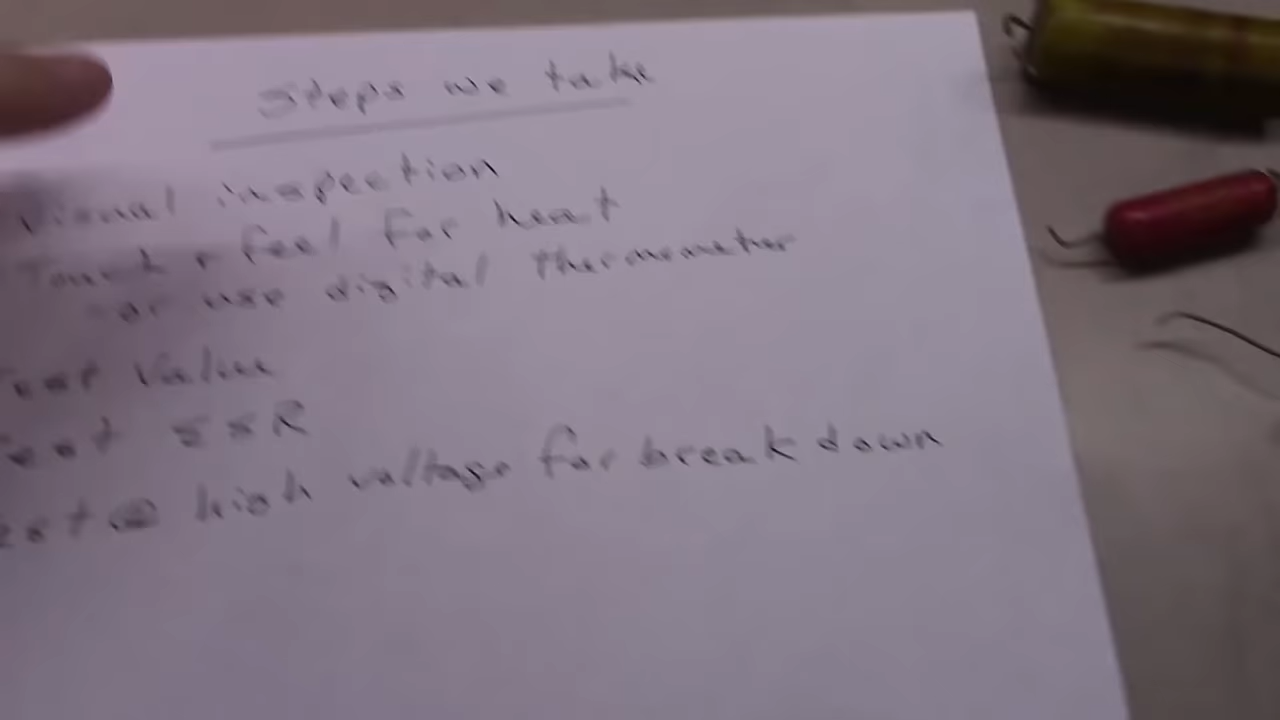 Steps we take
Visual inspection
Touch + feel for heat
- or use digital thermometer
Test Value
Test ESR
Test @ high voltage for break down